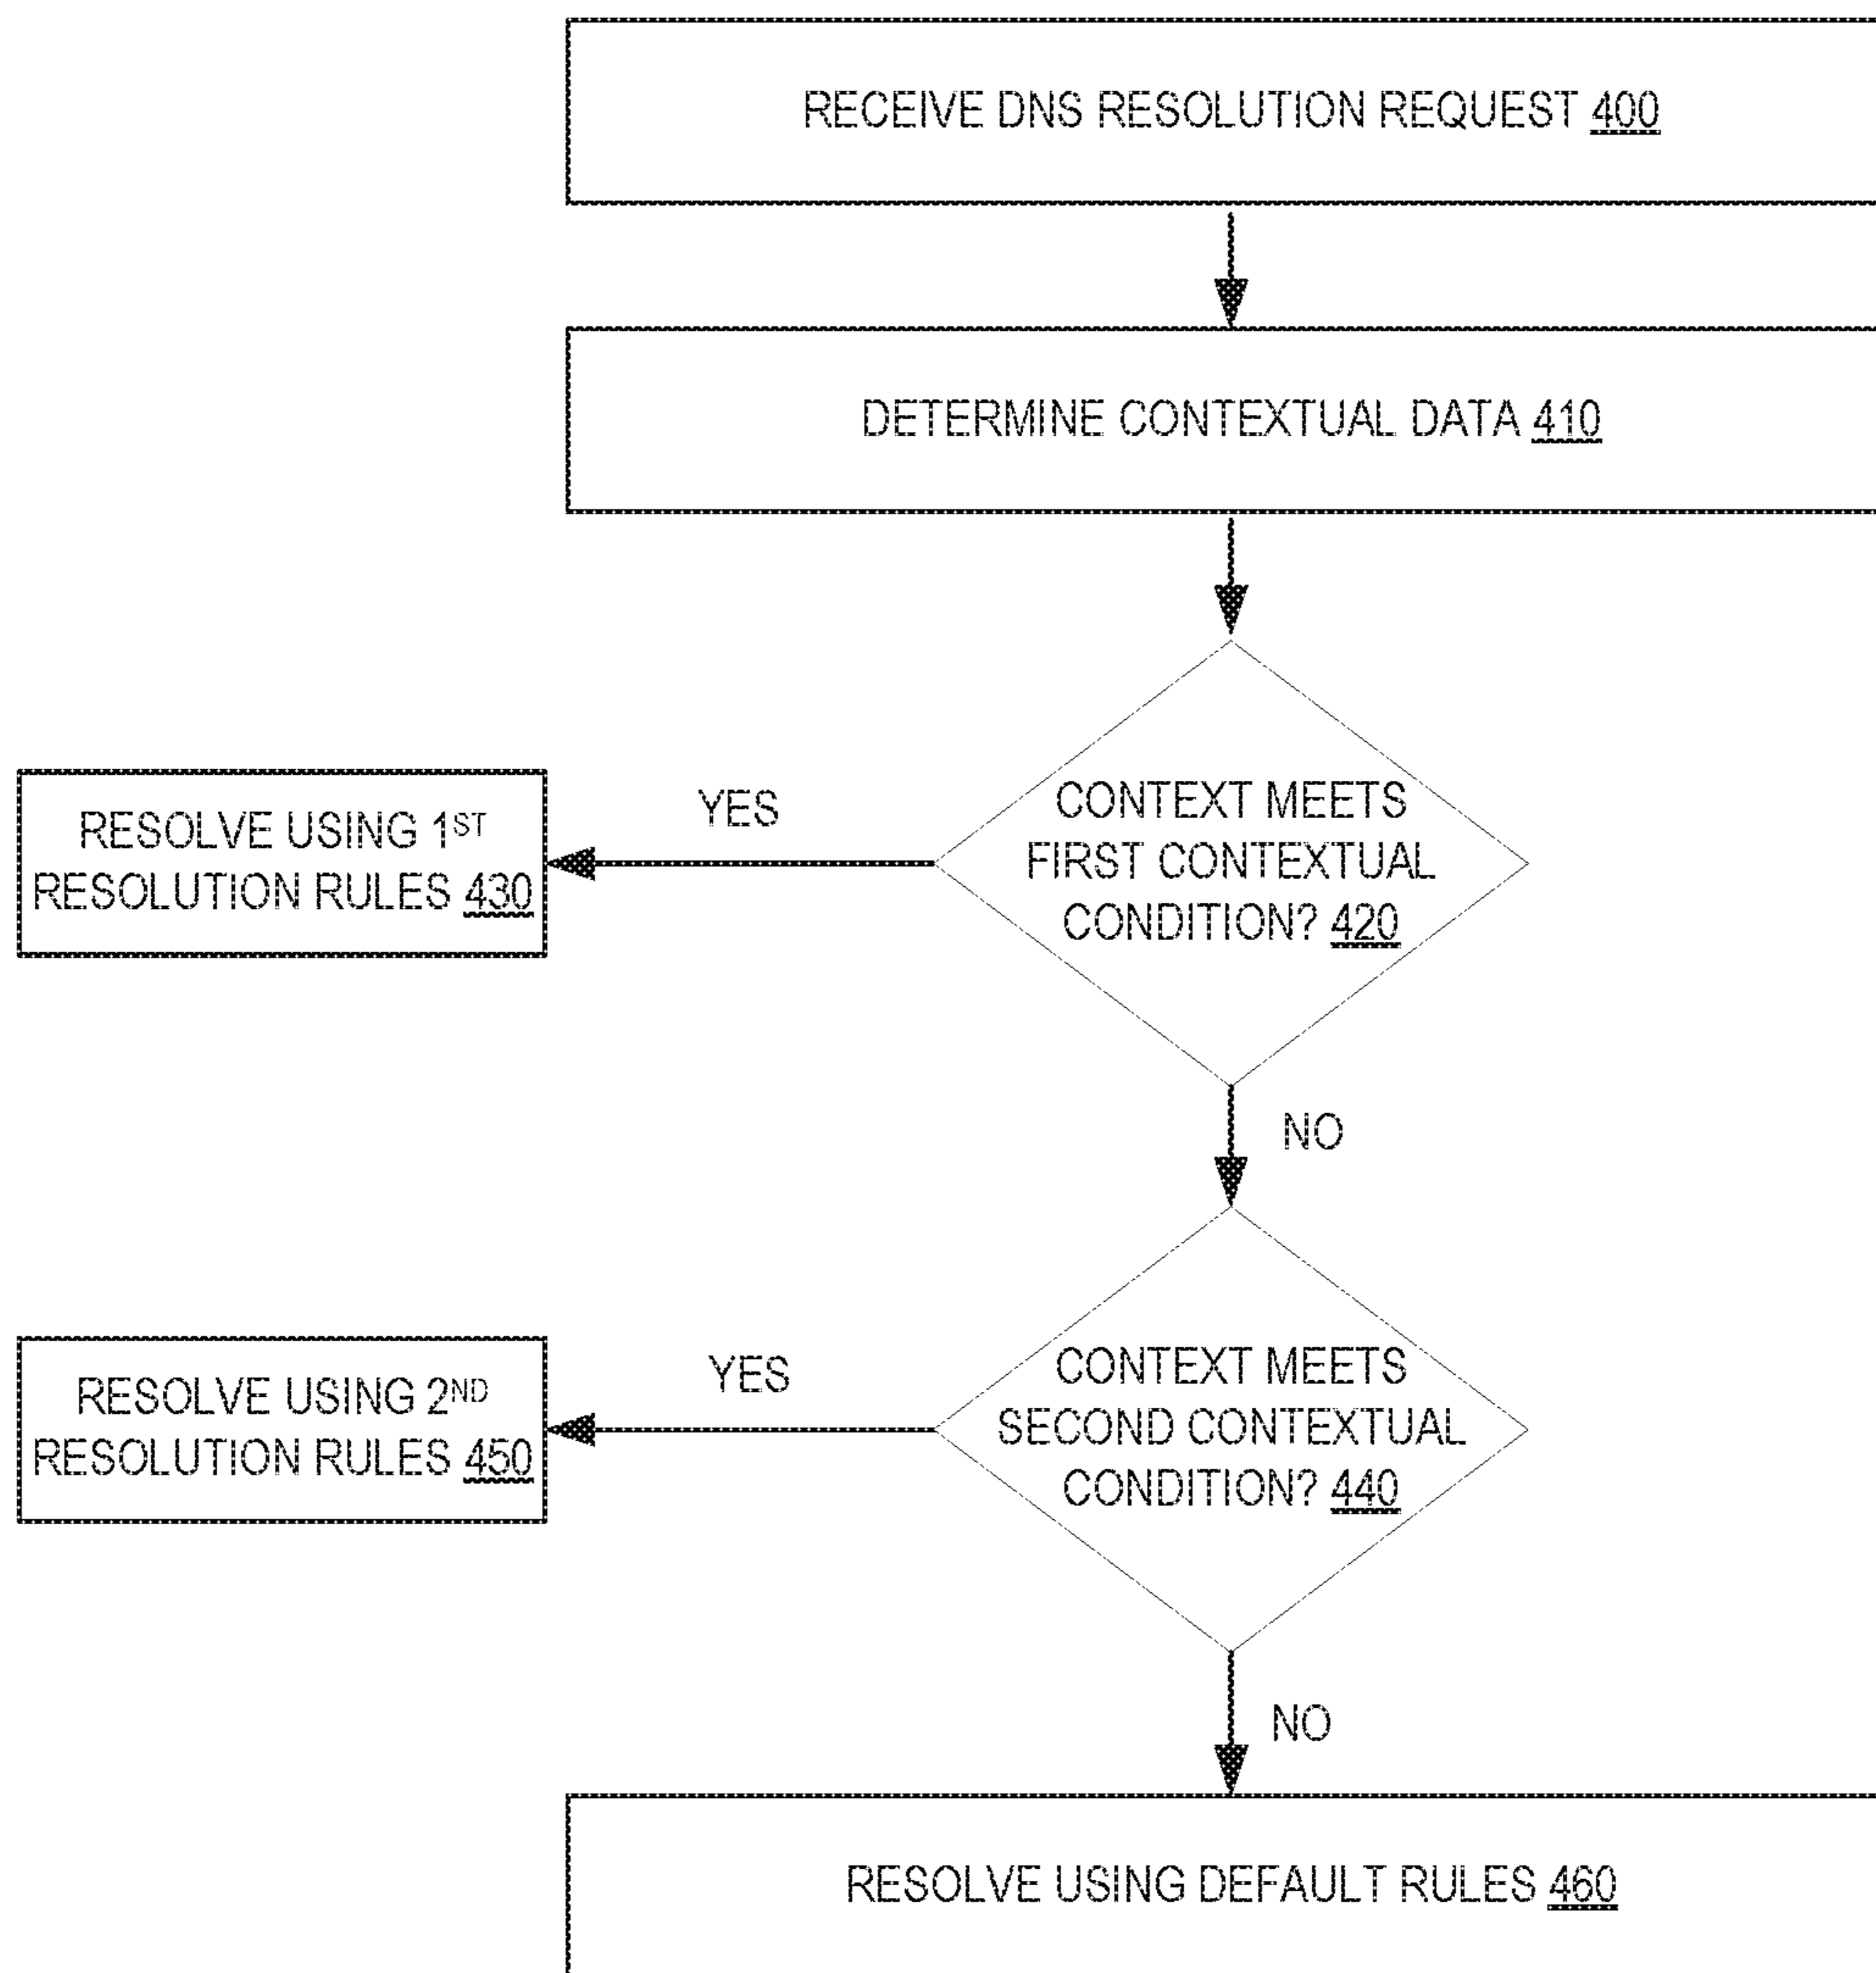 RECEIVE DNS RESOLUTION REQUEST 400
DETERMINE CONTEXTUAL DATA 410
CONTEXT MEETS
FIRST CONTEXTUAL
CONDITION? 420
YES
RESOLVE USING 1ST
RESOLUTION RULES 430
NO
CONTEXT MEETS
SECOND CONTEXTUAL
CONDITION? 440
YES
RESOLVE USING 2ND
RESOLUTION RULES 450
NO
RESOLVE USING DEFAULT RULES 460